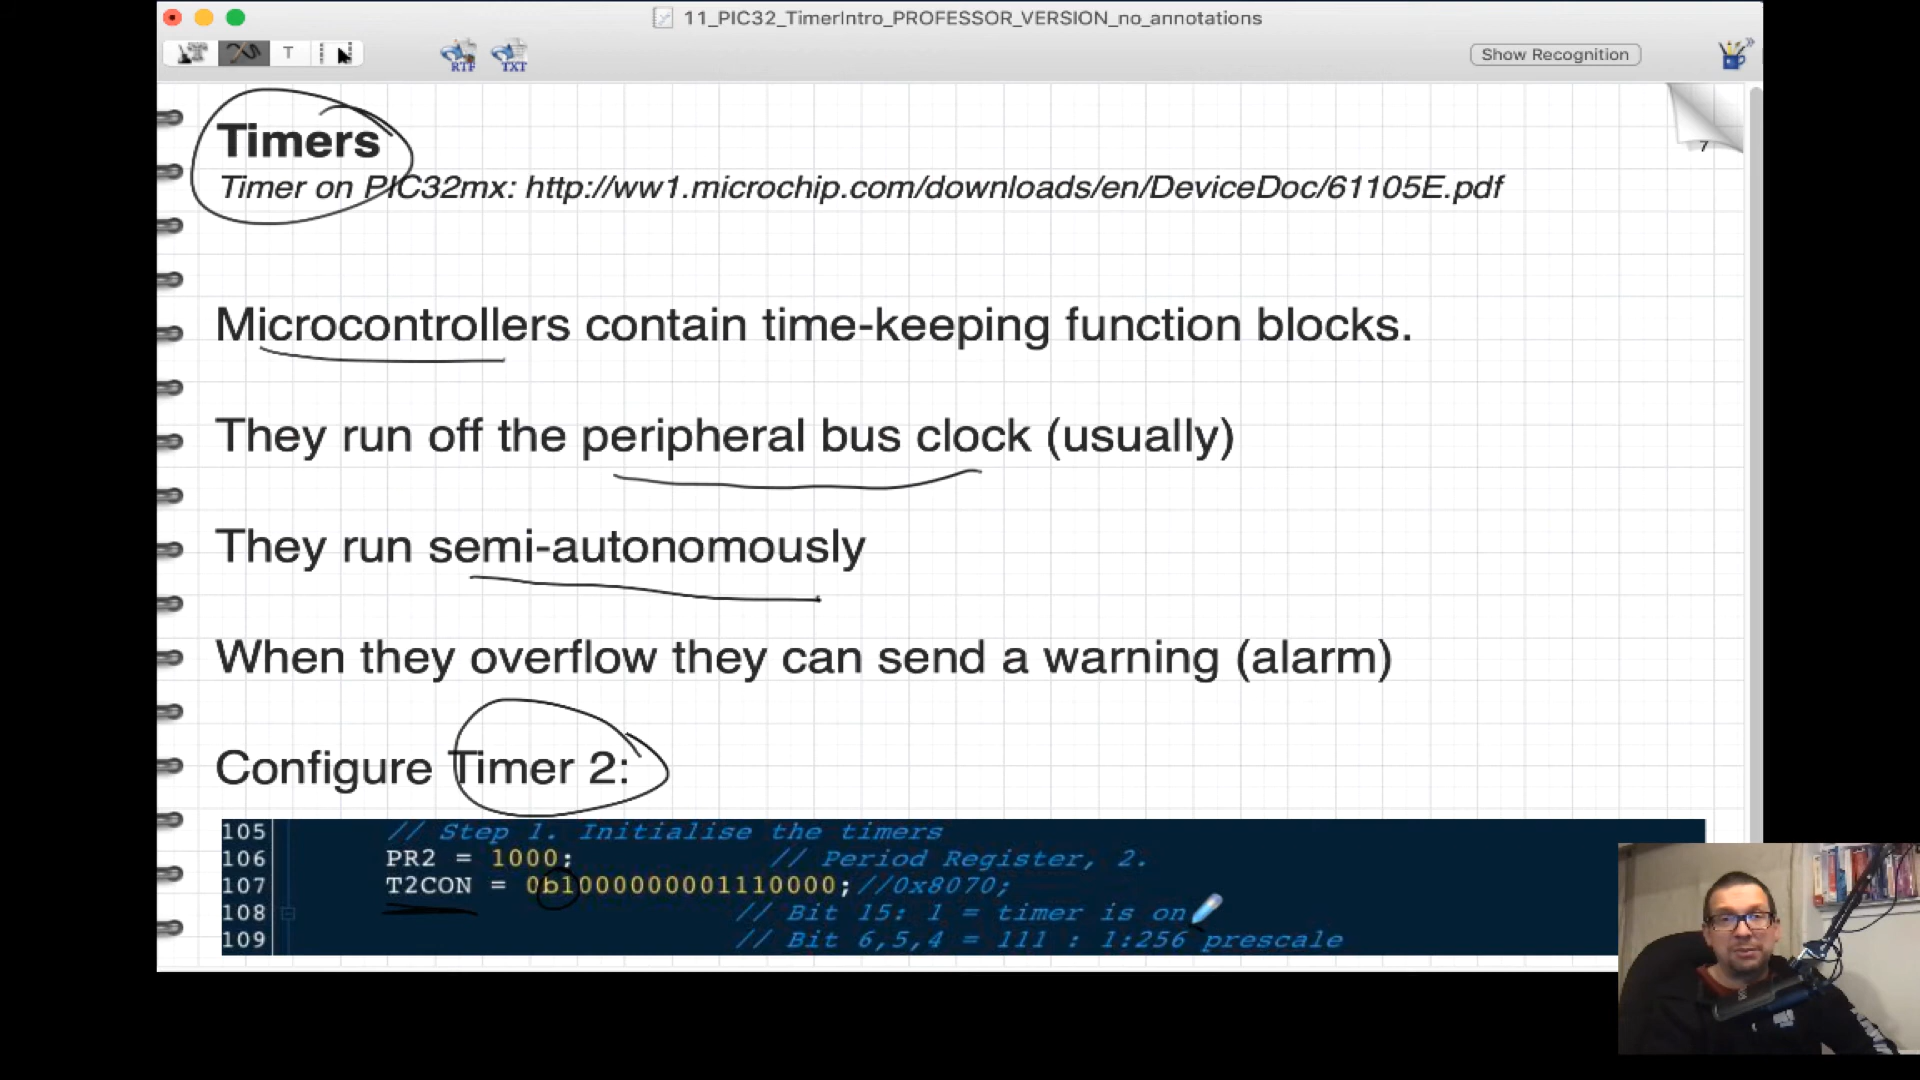 11_PIC32_TimerIntro_PROFESSOR_VERSION_no_annotations
T
RTF
TXT
Show Recognition
7
Timers
Timer on PIC32mx: http://ww1.microchip.com/downloads/en/DeviceDoc/61105E.pdf
Microcontrollers contain time-keeping function blocks.
They run off the peripheral bus clock (usually)
They run semi-autonomously
When they overflow they can send a warning (alarm)
Configure Timer 2:
105 // Step 1. Initialise the timers
106 PR2 = 1000; // Period Register, 2.
107 T2CON = 0b1000000001110000;//0x8070;
108 // Bit 15: 1 = timer is on
109 // Bit 6,5,4 = 111 : 1:256 prescale